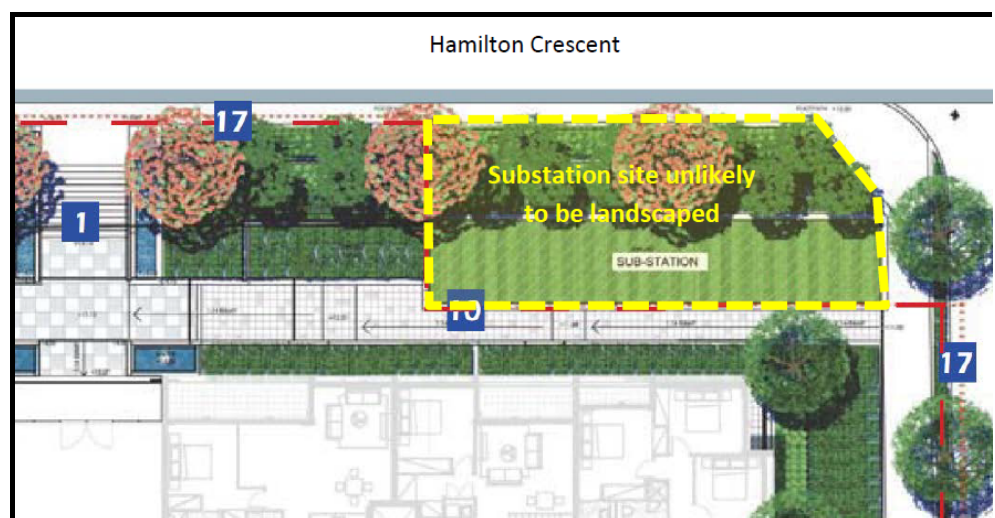 Hamilton Crescent
17
Substation site unlikely
to be landscaped
1
SUB-STATION
10
17